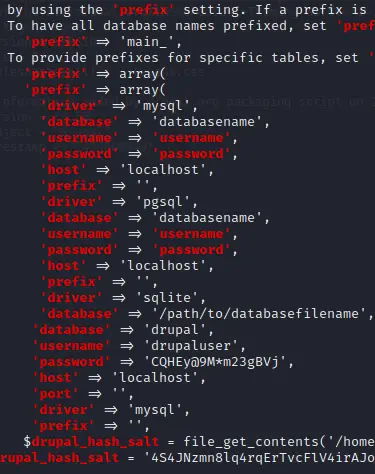 by using the 'prefix' setting. If a prefix is
To have all database names prefixed, set 'pref
'prefix' => 'main_',
To provide prefixes for specific tables, set '
'prefix' => array(
'prefix' => array(
'driver' => 'mysql',
'database' => 'databasename',
'username' => 'username',
'password' => 'password',
'host' => 'localhost',
'prefix' => '',
'driver' => 'pgsql',
'database' => 'databasename',
'username' => 'username',
'password' => 'password',
'host' => 'localhost',
'prefix' => '',
'driver' => 'sqlite',
'database' => '/path/to/databasefilename',
'database' => 'drupal',
'username' => 'drupaluser',
'password' => 'CQHEy@9M*m23gBVj',
'host' => 'localhost',
'port' => '',
'driver' => 'mysql',
'prefix' => '',
$drupal_hash_salt = file_get_contents('/home
rupal_hash_salt = '4S4JNzmn8lq4rqErTvcFlV4irAJo